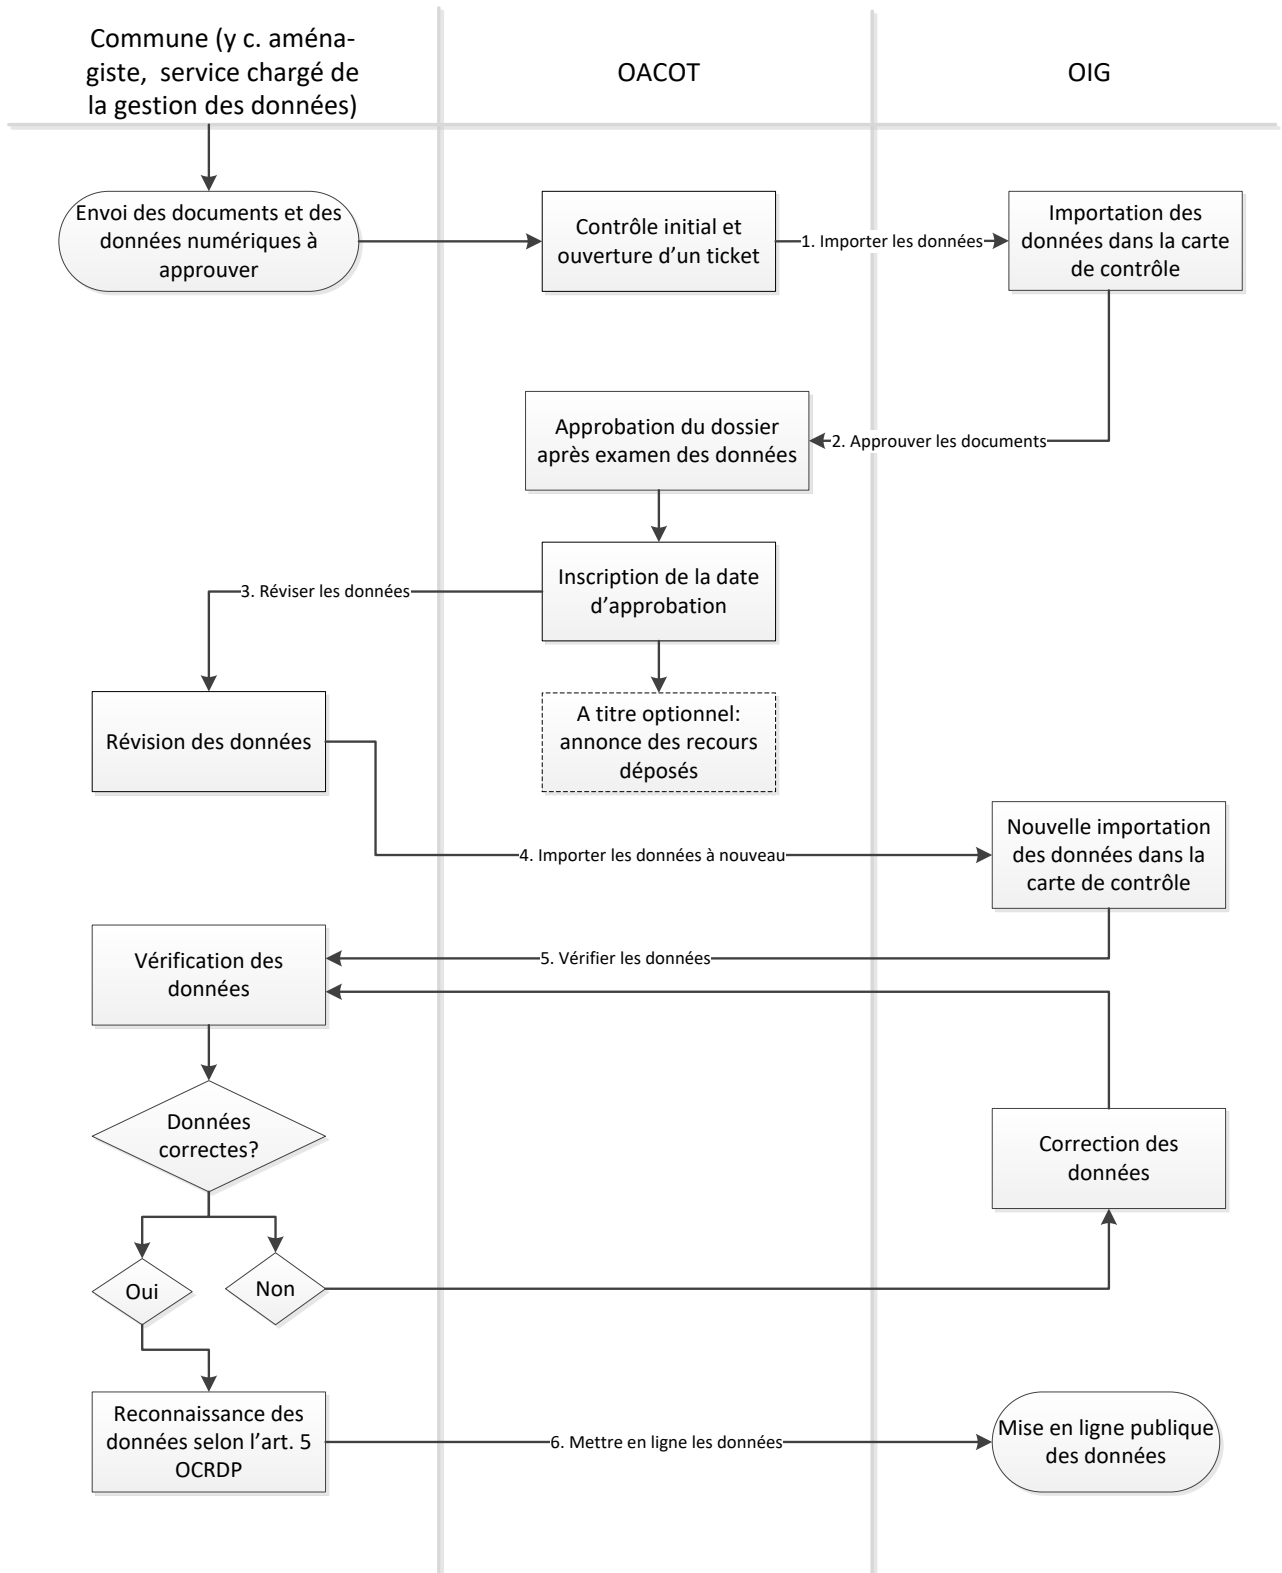 Commune (y c. aména-
giste,  service chargé de
la gestion des données)
OACOT
OIG
Envoi des documents et des
données numériques à
approuver
Contrôle initial et
ouverture d’un ticket
1. Importer les données
Importation des
données dans la carte
de contrôle
Approbation du dossier
après examen des données
2. Approuver les documents
Inscription de la date
d’approbation
3. Réviser les données
Révision des données
A titre optionnel:
annonce des recours
déposés
4. Importer les données à nouveau
Nouvelle importation
des données dans la
carte de contrôle
Vérification des
données
5. Vérifier les données
Données
correctes?
Correction des
données
Oui
Non
Reconnaissance des
données selon l’art. 5
OCRDP
6. Mettre en ligne les données
Mise en ligne publique
des données